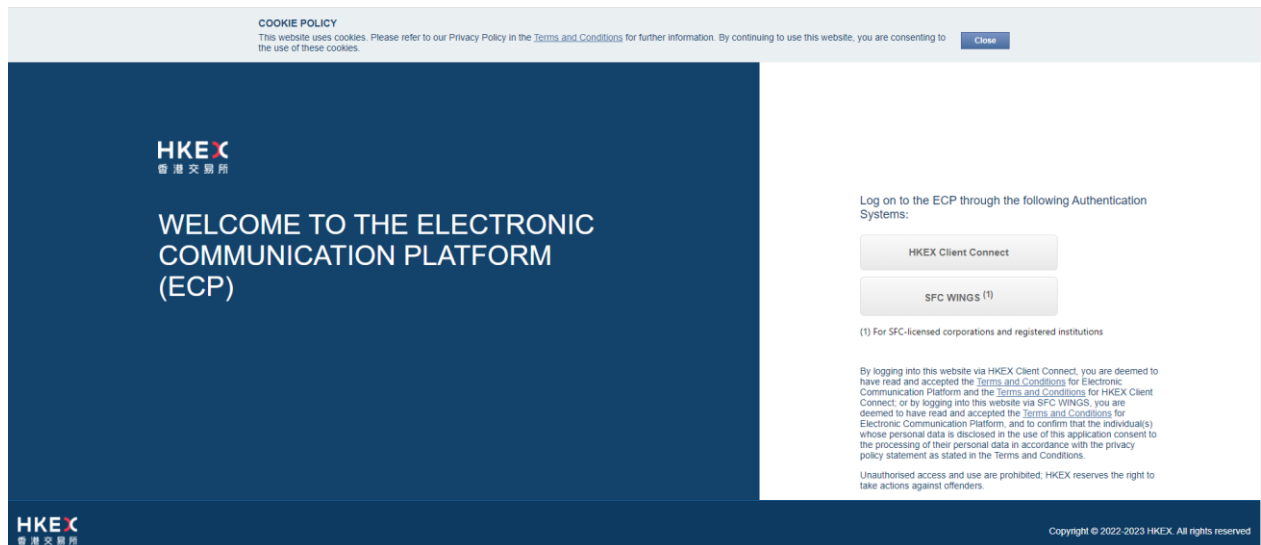 COOKIE POLICY
This website uses cookies. Please refer to our Privacy Policy in the Terms and Conditions for further information. By continuing to use this website, you are consenting to
the use of these cookies.
Close
HKEX
香港交易所
WELCOME TO THE ELECTRONIC
COMMUNICATION PLATFORM
(ECP)
Log on to the ECP through the following Authentication
Systems:
HKEX Client Connect
SFC WINGS (1)
(1) For SFC-licensed corporations and registered institutions
By logging into this website via HKEX Client Connect, you are deemed to
have read and accepted the Terms and Conditions for Electronic
Communication Platform and the Terms and Conditions for HKEX Client
Connect; or by logging into this website via SFC WINGS, you are
deemed to have read and accepted the Terms and Conditions for
Electronic Communication Platform, and to confirm that the individual(s)
whose personal data is disclosed in the use of this application consent to
the processing of their personal data in accordance with the privacy
policy statement as stated in the Terms and Conditions.
Unauthorised access and use are prohibited; HKEX reserves the right to
take actions against offenders.
HKEX
香港交易所
Copyright © 2022-2023 HKEX. All rights reserved